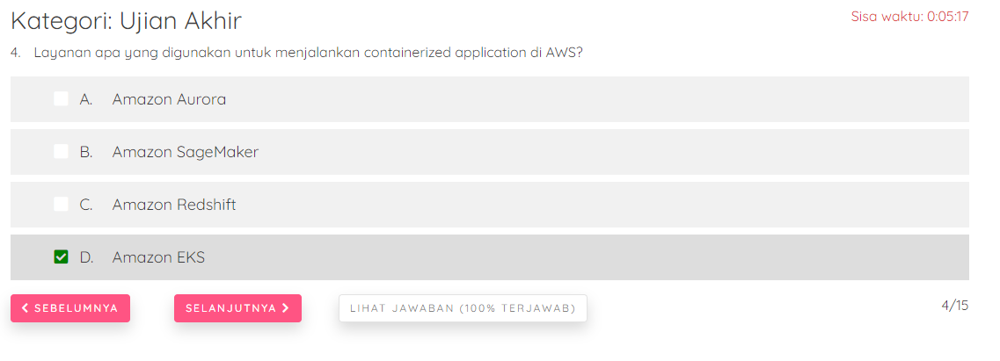 Kategori: Ujian Akhir
Sisa waktu: 0:05:17
4. Layanan apa yang digunakan untuk menjalankan containerized application di AWS?
A. Amazon Aurora
B. Amazon SageMaker
C. Amazon Redshift
D. Amazon EKS
SEBELUMNYA
SELANJUTNYA
LIHAT JAWABAN (100% TERJAWAB)
4/15